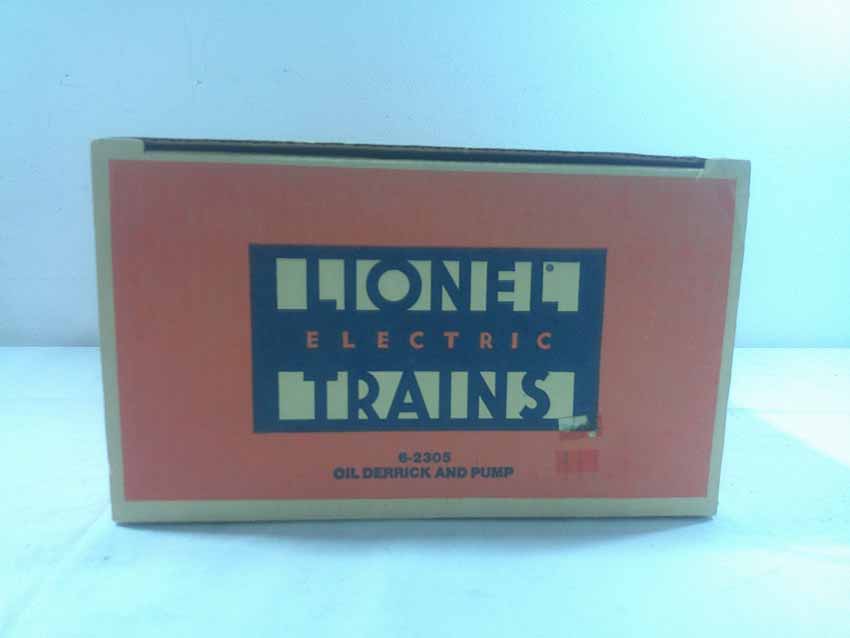 LIONEL
ELECTRIC
TRAINS
6-2305
OIL DERRICK AND PUMP